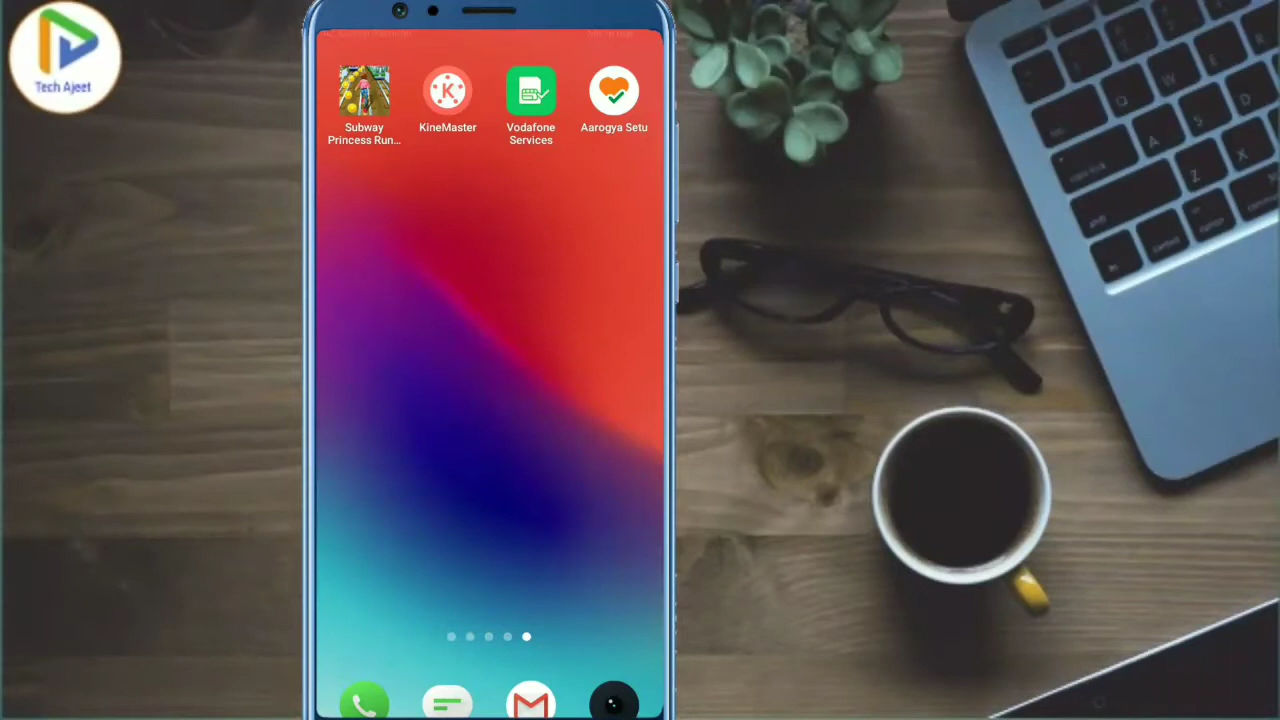 Tech Ajeet
Subway
Princess Run...
KineMaster
Vodafone
Services
Aarogya Setu